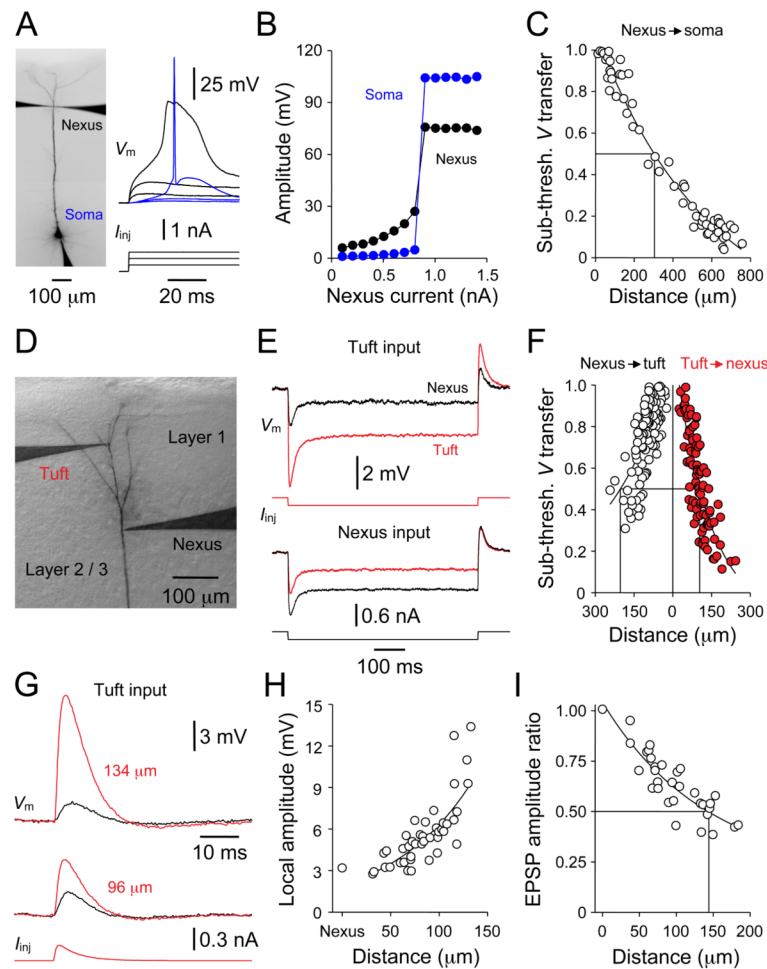 A
Nexus
Soma
100 µm
25 mV
Vm
Iinj
1 nA
20 ms
B
Amplitude (mV)
120
90
60
30
0
Soma
Nexus
0.0 0.5 1.0 1.5
Nexus current (nA)
C
Nexus→soma
Sub-thresh. V transfer
1.0
0.8
0.6
0.4
0.2
0
0 200 400 600 800
Distance (µm)
D
Layer 1
Tuft
Nexus
Layer 2 / 3
100 µm
E
Tuft input
Nexus
Vm
Tuft
2 mV
Iinj
Nexus input
0.6 nA
100 ms
F
Nexus→tuft Tuft→nexus
Sub-thresh. V transfer
1.0
0.8
0.6
0.4
0.2
0
300 150 0 150 300
Distance (µm)
G
Tuft input
3 mV
134 µm
Vm
10 ms
96 µm
Iinj
0.3 nA
H
Local amplitude (mV)
15
12
9
6
3
0
Nexus 50 100 150
Distance (µm)
I
EPSP amplitude ratio
1.00
0.75
0.50
0.25
0
0 50 100 150 200
Distance (µm)